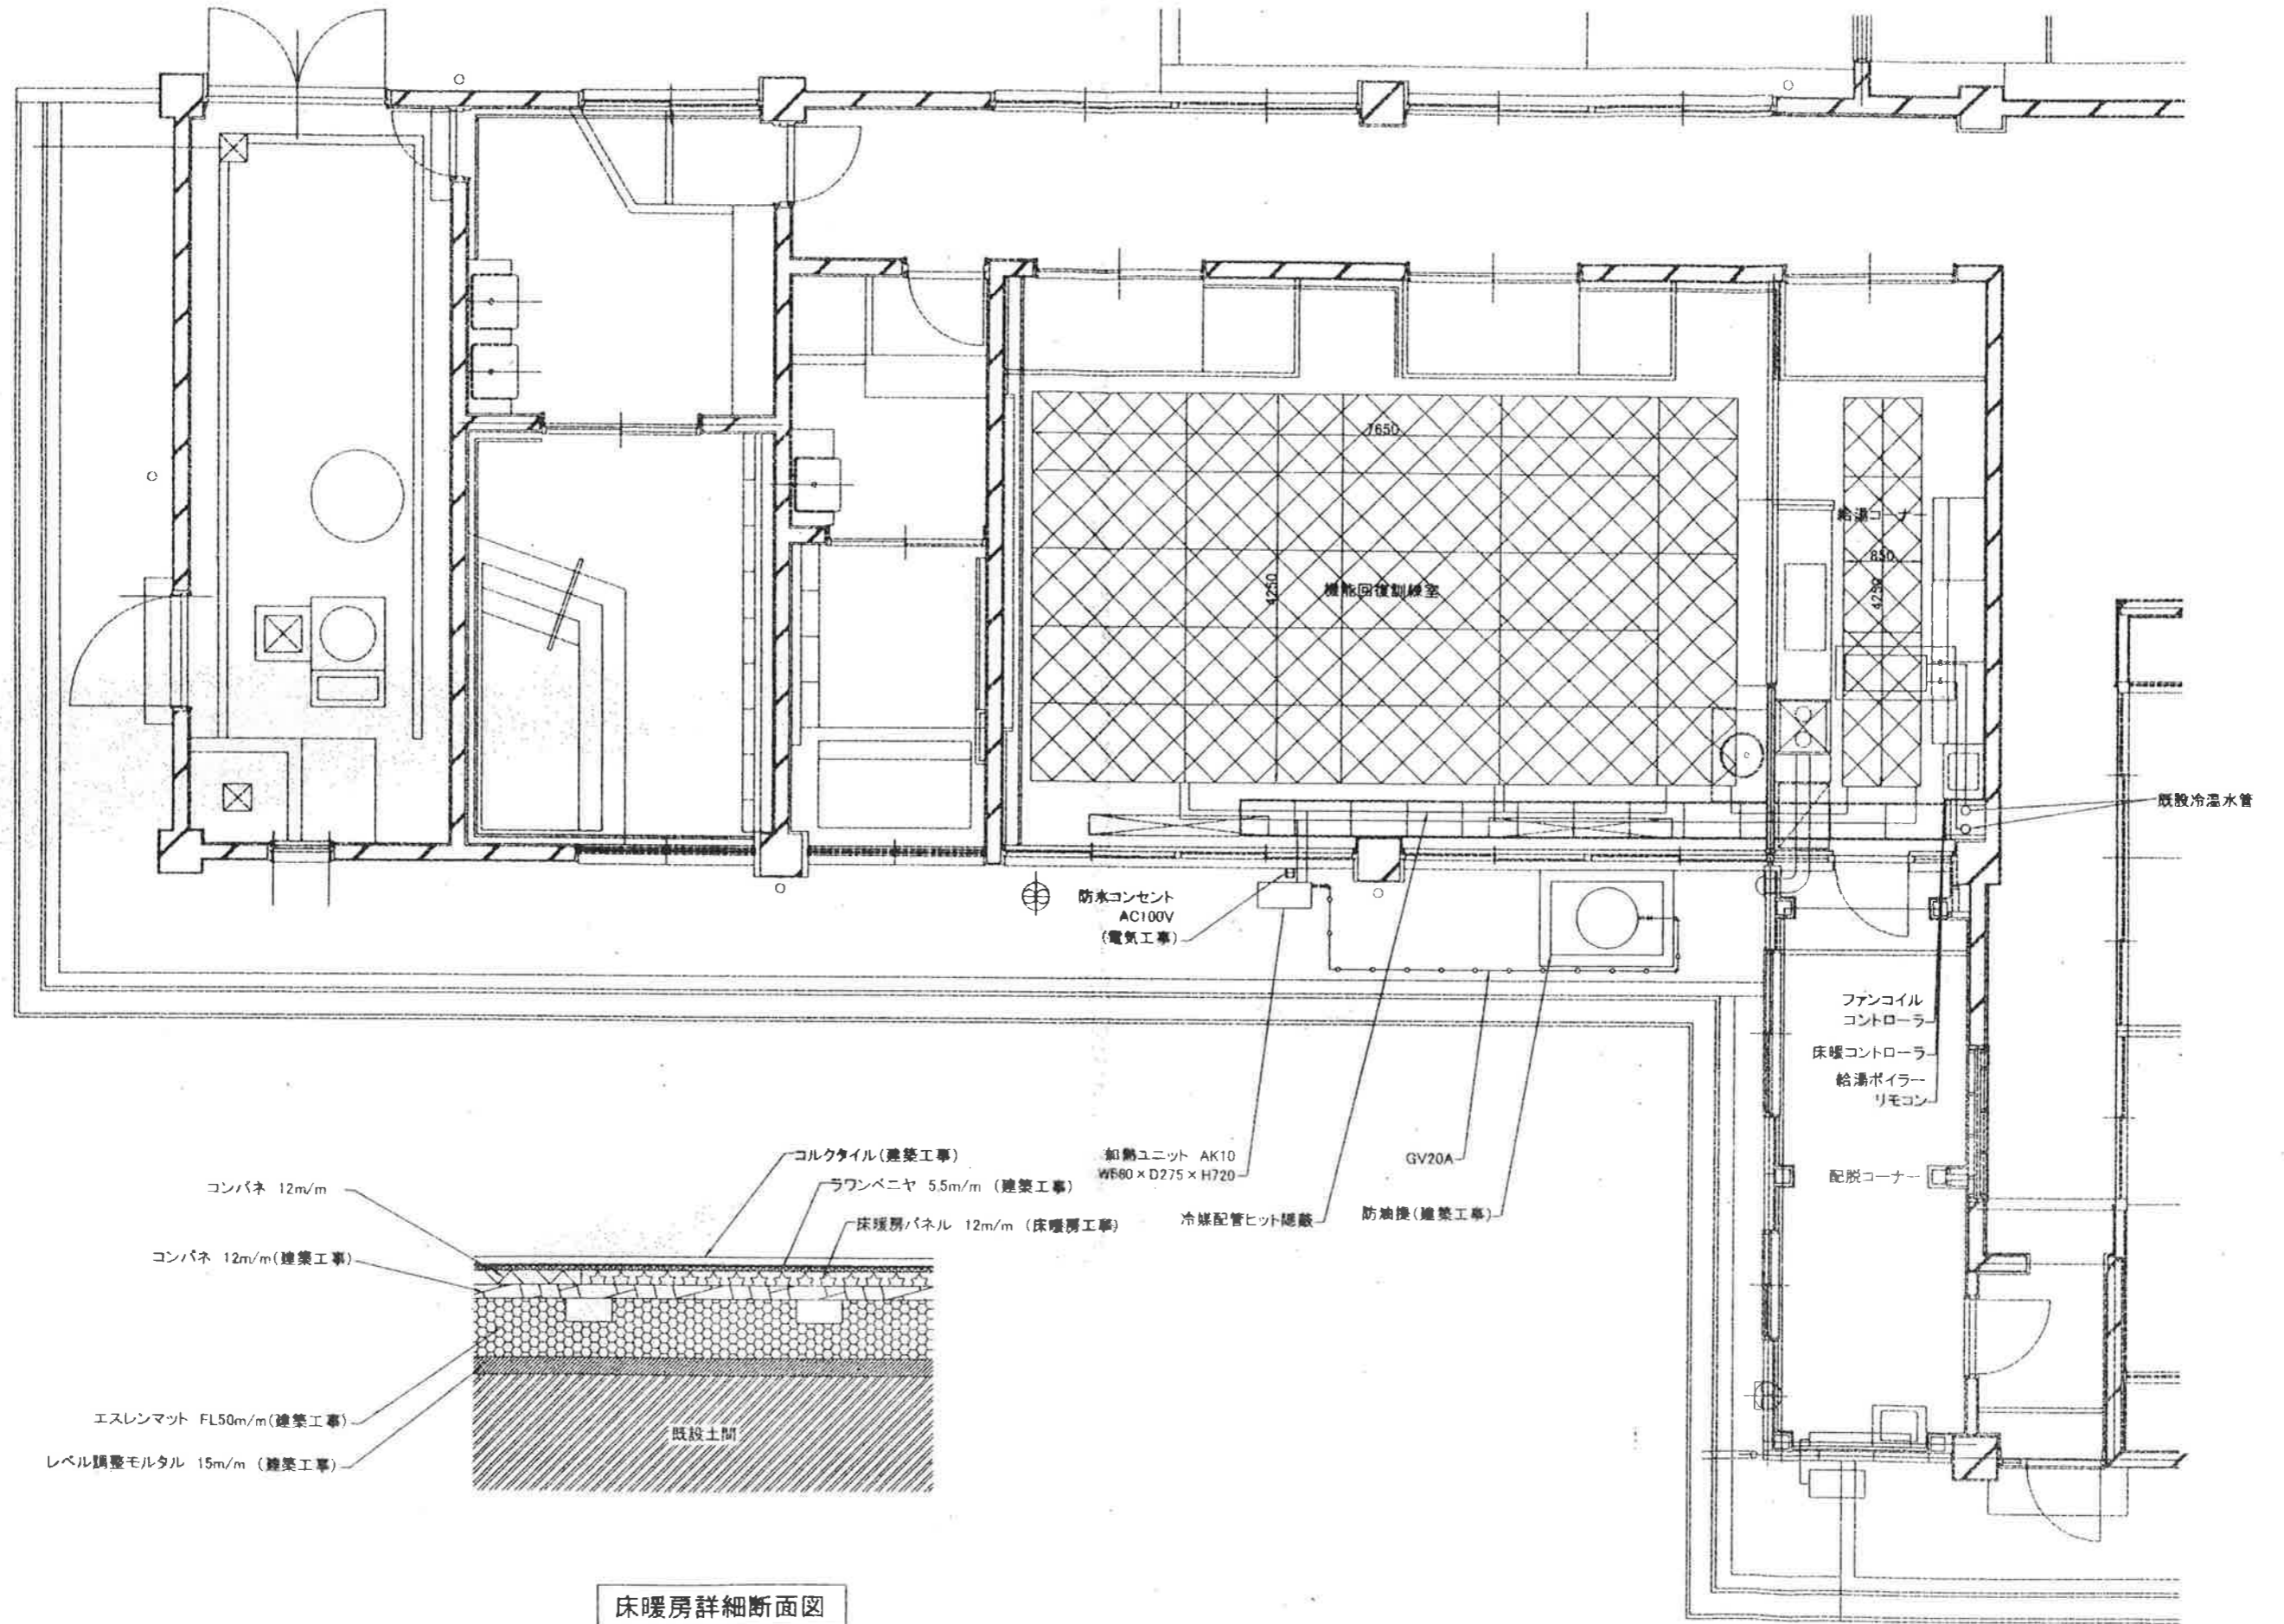 7650
給湯コーナー
850
4250
4250
機能回復訓練室
既設冷温水管
防水コンセント
AC100V
(電気工事)
ファンコイル
コントローラ
床暖コントローラ
給湯ボイラー
リモコン
コルクタイル(建築工事)
加熱ユニット AK10
W580×D275×H720
GV20A
コンパネ 12m/m
ラワンベニヤ 5.5m/m (建築工事)
配脱コーナー
床暖房パネル 12m/m (床暖房工事)
冷媒配管ピット隠蔽
防油提(建築工事)
コンパネ 12m/m(建築工事)
エスレンマット FL50m/m(建築工事)
既設土間
レベル調整モルタル 15m/m (建築工事)
床暖房詳細断面図